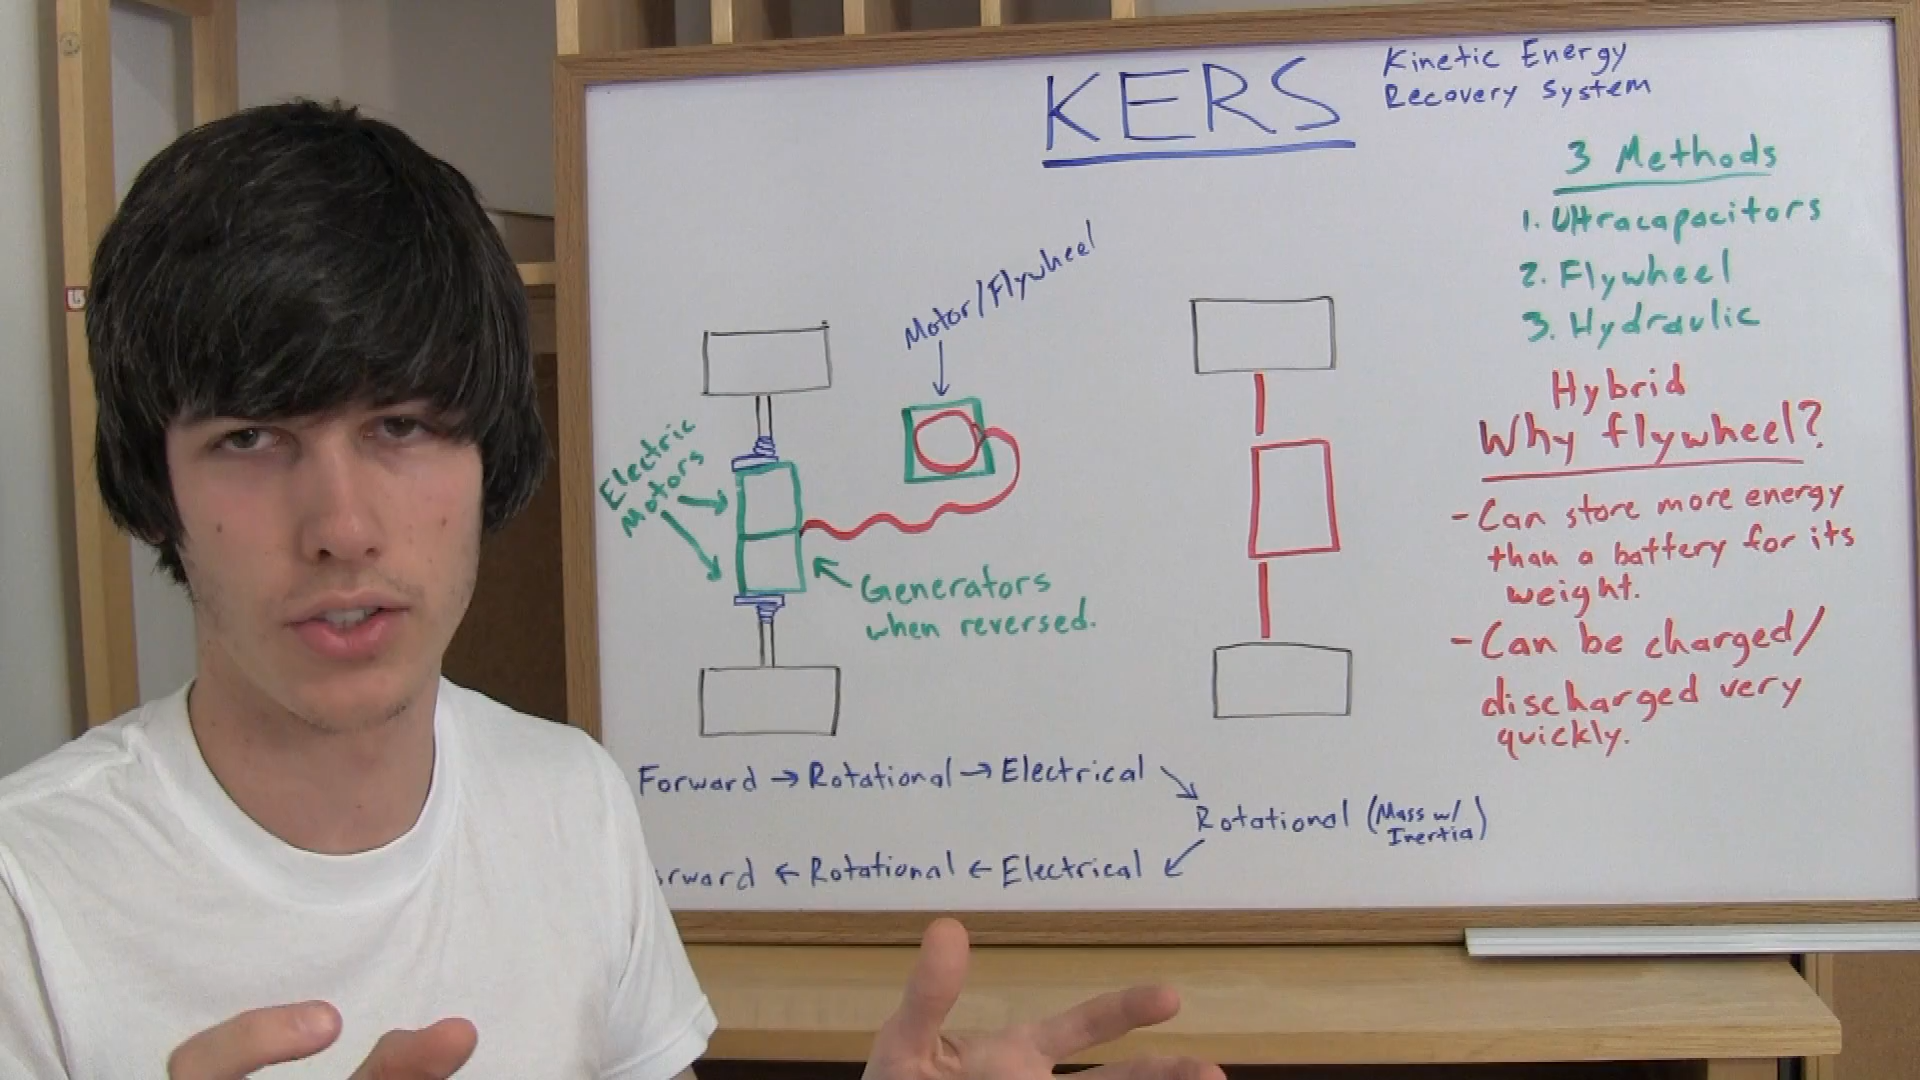 KERS
Kinetic Energy
Recovery System
3 Methods
1. Ultracapacitors
2. Flywheel
3. Hydraulic
Hybrid
Why flywheel?
- Can store more energy
than a battery for its
weight.
- Can be charged/
discharged very
quickly.
Motor/Flywheel
Electric
Motors
Generators
when reversed.
Forward → Rotational → Electrical
Rotational (Mass w/
Inertia)
rward ← Rotational ← Electrical